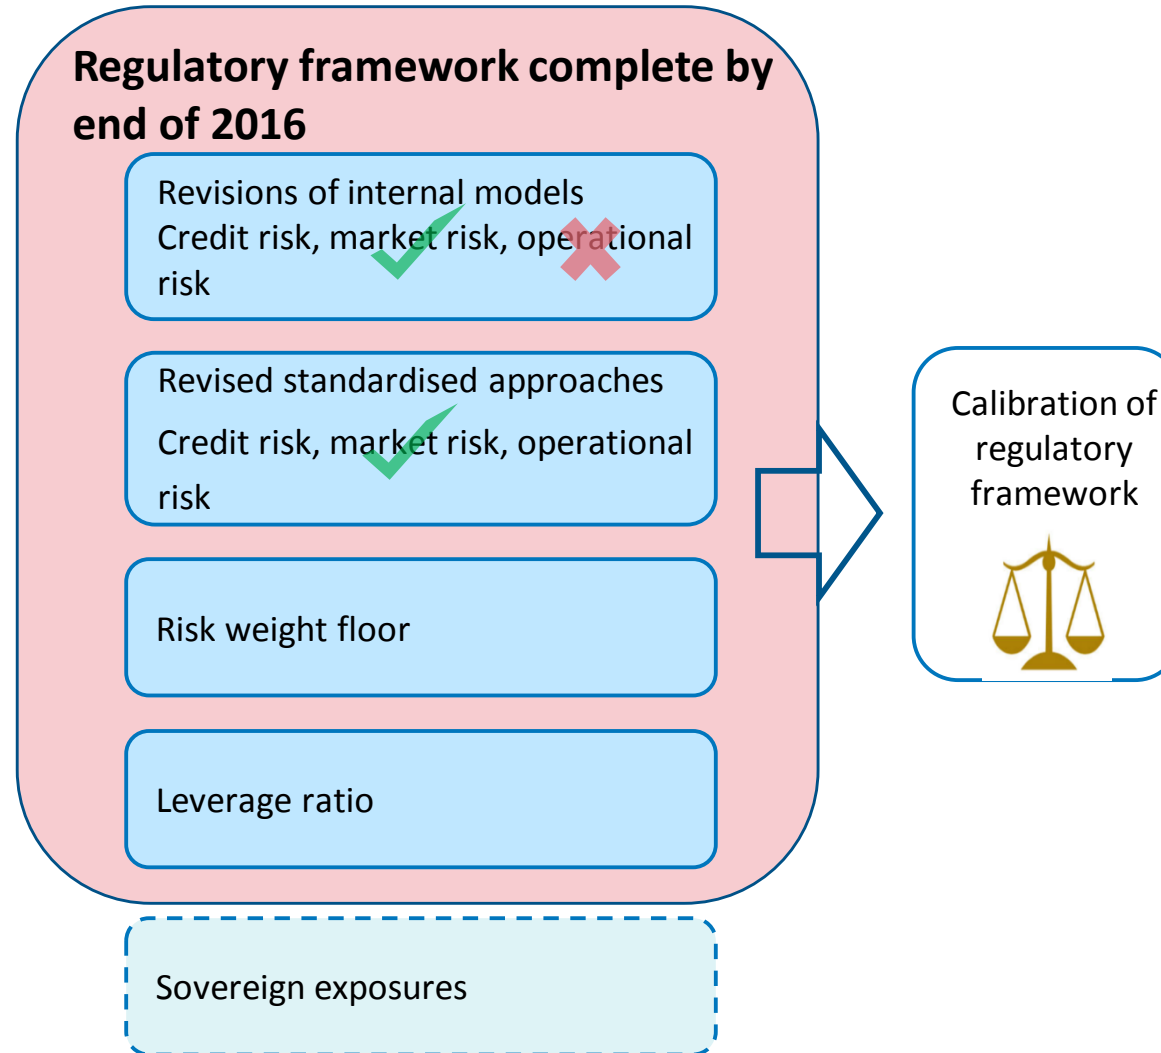 Regulatory framework complete by
end of 2016
Revisions of internal models
Credit risk, market risk, operational
risk
Revised standardised approaches
Credit risk, market risk, operational
risk
Risk weight floor
Leverage ratio
Sovereign exposures
Calibration of
regulatory
framework